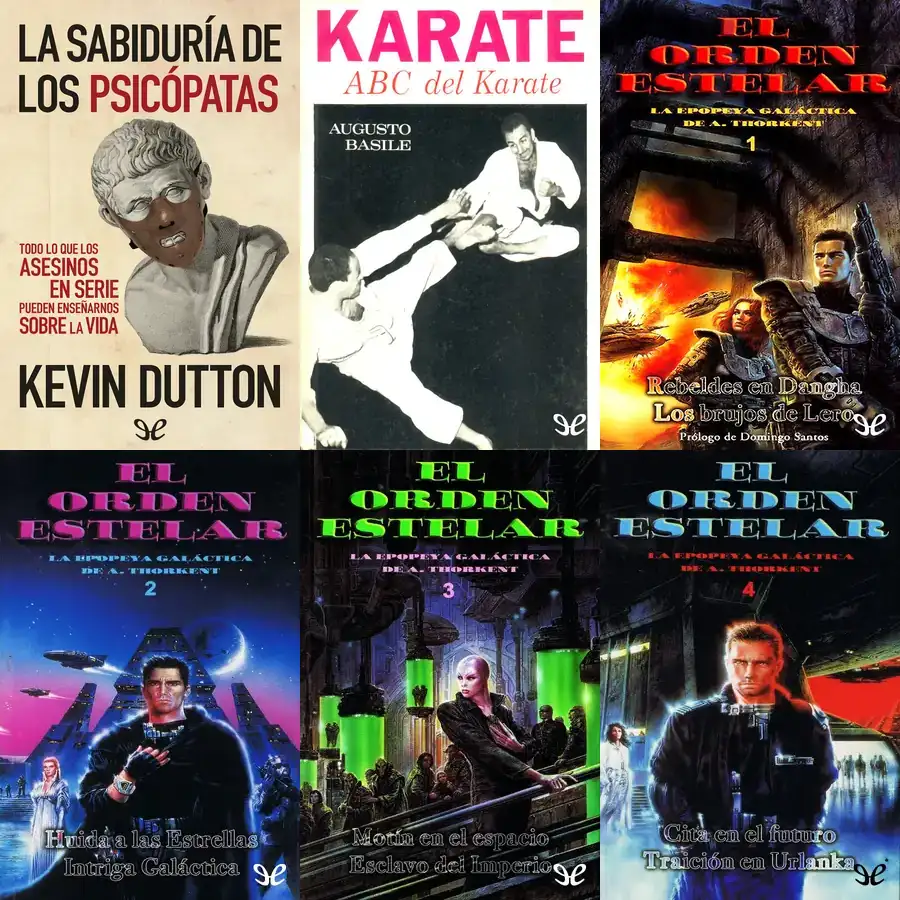 LA SABIDURÍA DE
LOS PSICÓPATAS
TODO LO QUE LOS
ASESINOS
EN SERIE
PUEDEN ENSEÑARNOS
SOBRE LA VIDA
KEVIN DUTTON
KARATE
ABC del Karate
AUGUSTO
BASILE
EL
ORDEN
ESTELAR
LA EPOPEYA GALÁCTICA
DE A. THORKENT
1
Rebeldes en Dangha
Los brujos de Lero
Prólogo de Domingo Santos
EL
ORDEN
ESTELAR
LA EPOPEYA GALÁCTICA
DE A. THORKENT
2
Huida a las Estrellas
Intriga Galáctica
EL
ORDEN
ESTELAR
LA EPOPEYA GALÁCTICA
DE A. THORKENT
3
Motín en el espacio
Esclavo del Imperio
EL
ORDEN
ESTELAR
LA EPOPEYA GALÁCTICA
DE A. THORKENT
4
Cita en el futuro
Traición en Urlanka